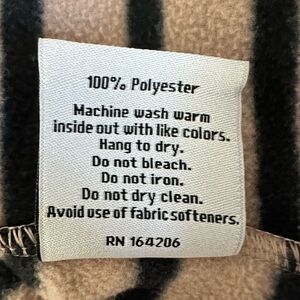 100% Polyester
Machine wash warm
inside out with like colors.
Hang to dry.
Do not bleach.
Do not iron.
Do not dry clean.
Avoid use of fabric softeners.
RN 164206